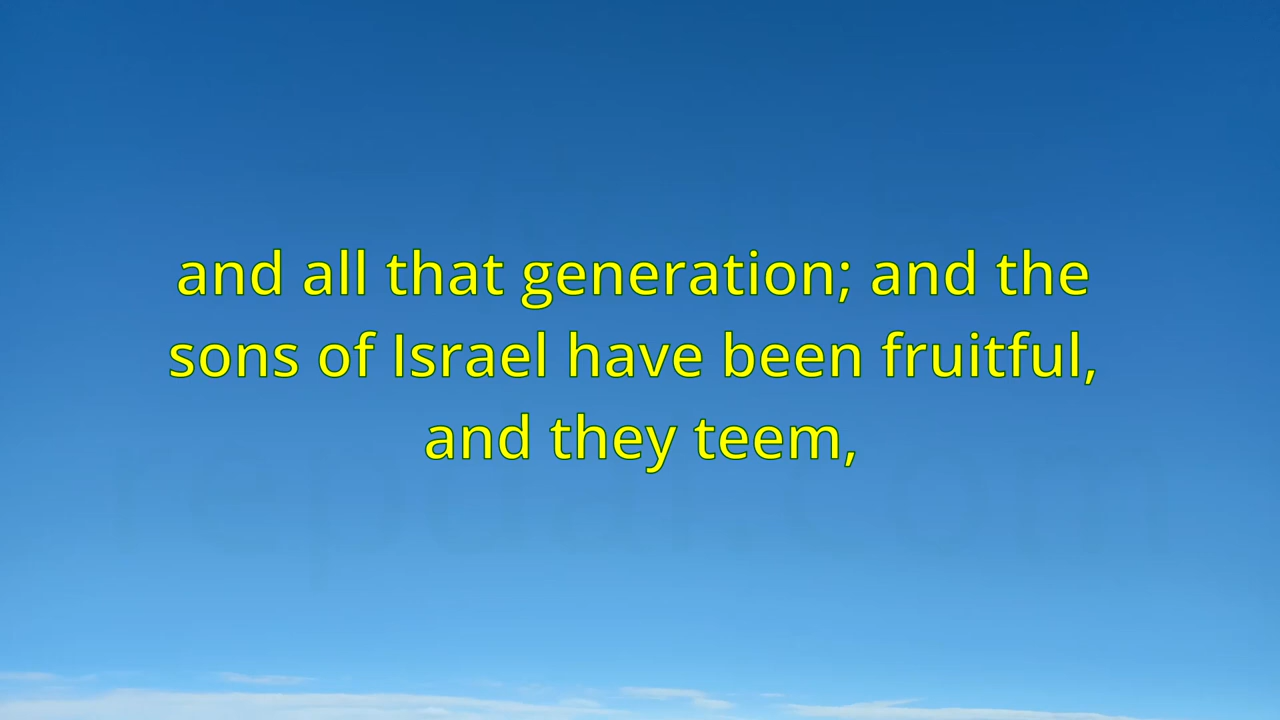 and all that generation; and the
sons of Israel have been fruitful,
and they teem,